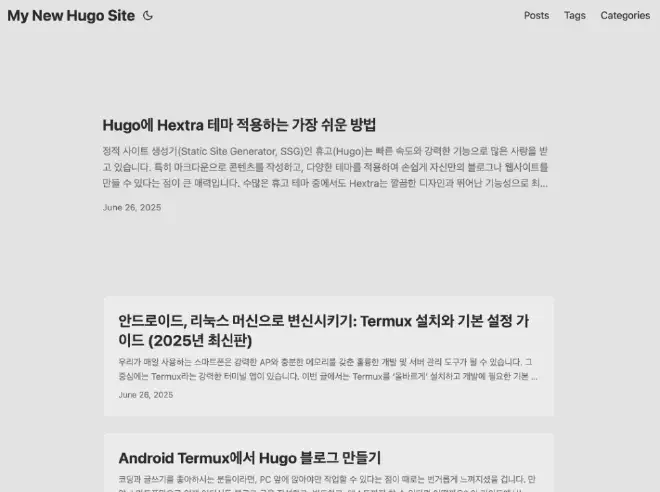 My New Hugo Site
Posts Tags Categories
Hugo에 Hextra 테마 적용하는 가장 쉬운 방법
정적 사이트 생성기(Static Site Generator, SSG)인 휴고(Hugo)는 빠른 속도와 강력한 기능으로 많은 사랑을 받
고 있습니다. 특히 마크다운으로 콘텐츠를 작성하고, 다양한 테마를 적용하여 손쉽게 자신만의 블로그나 웹사이트를
만들 수 있다는 점이 큰 매력입니다. 수많은 휴고 테마 중에서도 Hextra는 깔끔한 디자인과 뛰어난 기능성으로 최...
June 26, 2025
안드로이드, 리눅스 머신으로 변신시키기: Termux 설치와 기본 설정 가
이드 (2025년 최신판)
우리가 매일 사용하는 스마트폰은 강력한 AP와 충분한 메모리를 갖춘 훌륭한 개발 및 서버 관리 도구가 될 수 있습니다. 그
중심에는 Termux라는 강력한 터미널 앱이 있습니다. 이번 글에서는 Termux를 ‘올바르게’ 설치하고 개발에 필요한 기본 ...
June 26, 2025
Android Termux에서 Hugo 블로그 만들기
코딩과 글쓰기를 좋아하시는 분들이라면, PC 앞에 앉아야만 작업할 수 있다는 점이 때로는 번거롭게 느껴지셨을 겁니다. 만